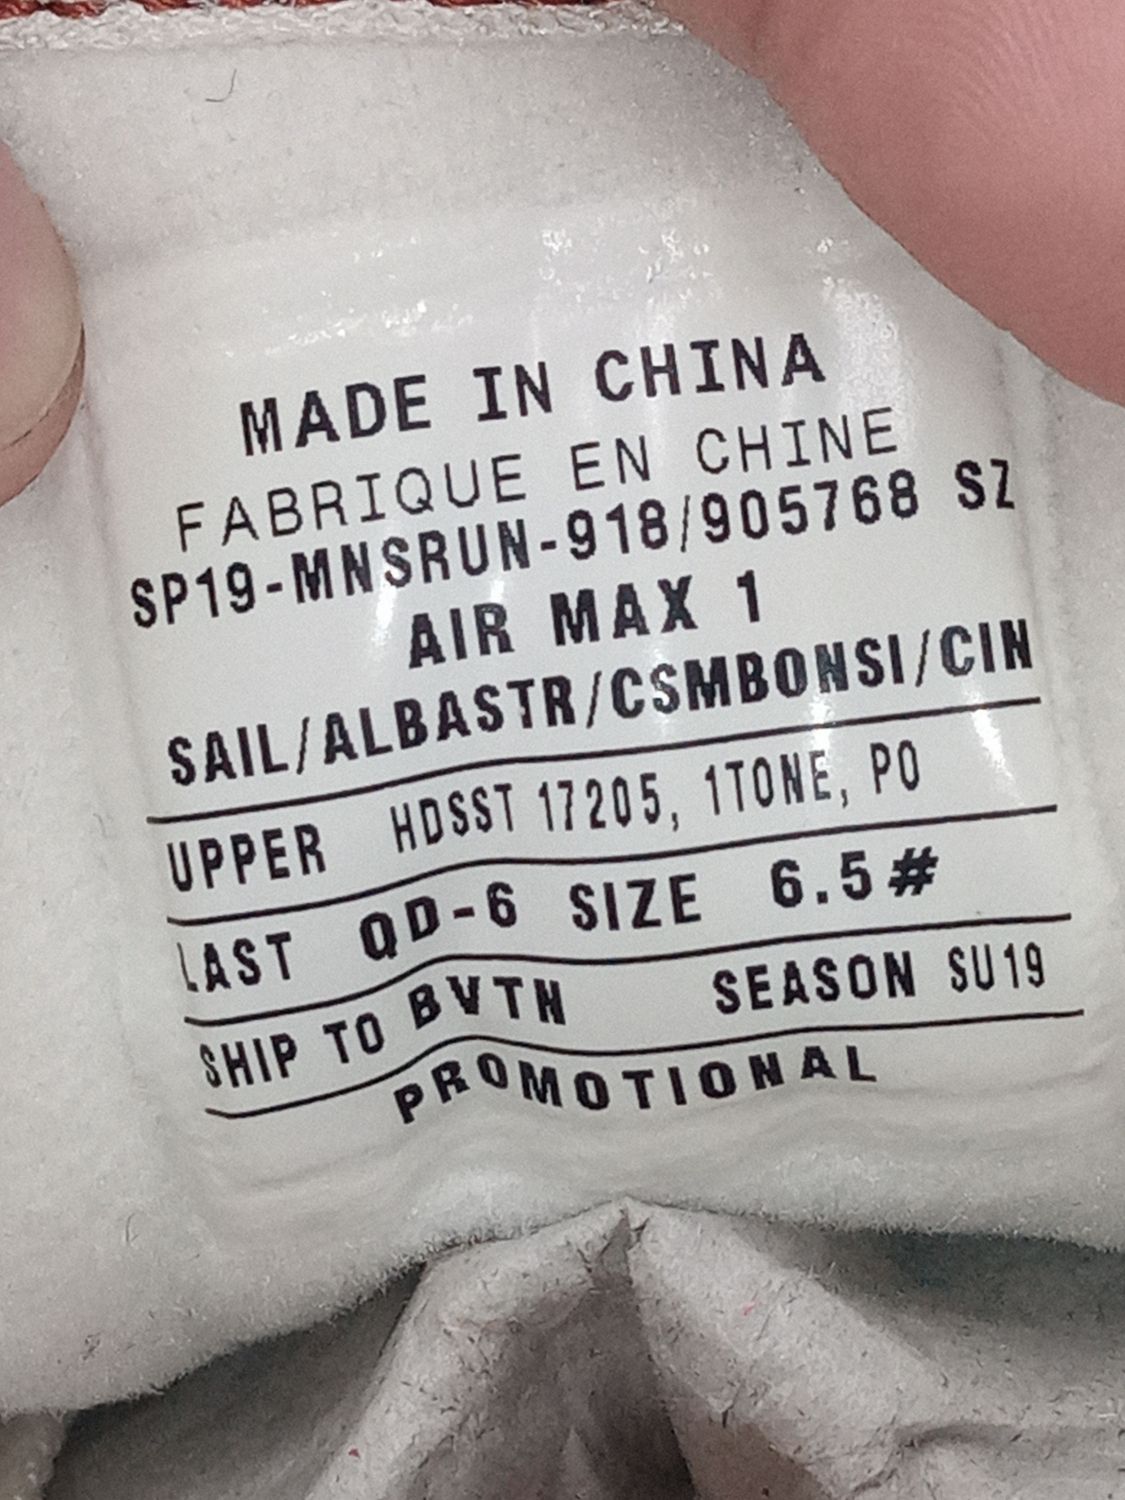 MADE IN CHINA
FABRIQUE EN CHINE
SP19-MNSRUN-918/905768 SZ
AIR MAX 1
SAIL/ALBASTR/CSMBONSI/CIN
UPPER HDSST 17205, 1TONE, PO
LAST QD-6 SIZE 6.5#
SHIP TO BVTN SEASON SU19
PROMOTIONAL